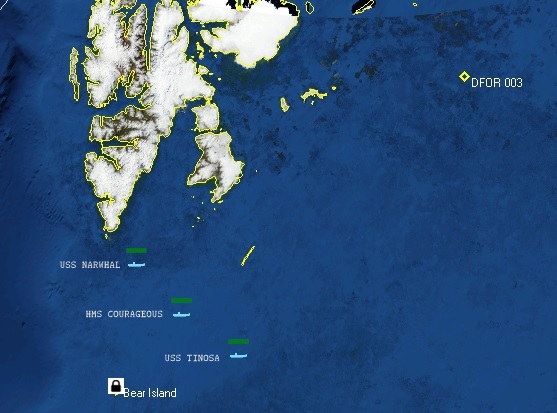 DFOR 003
USS NARWHAL
HMS COURAGEOUS
USS TINOSA
Bear Island